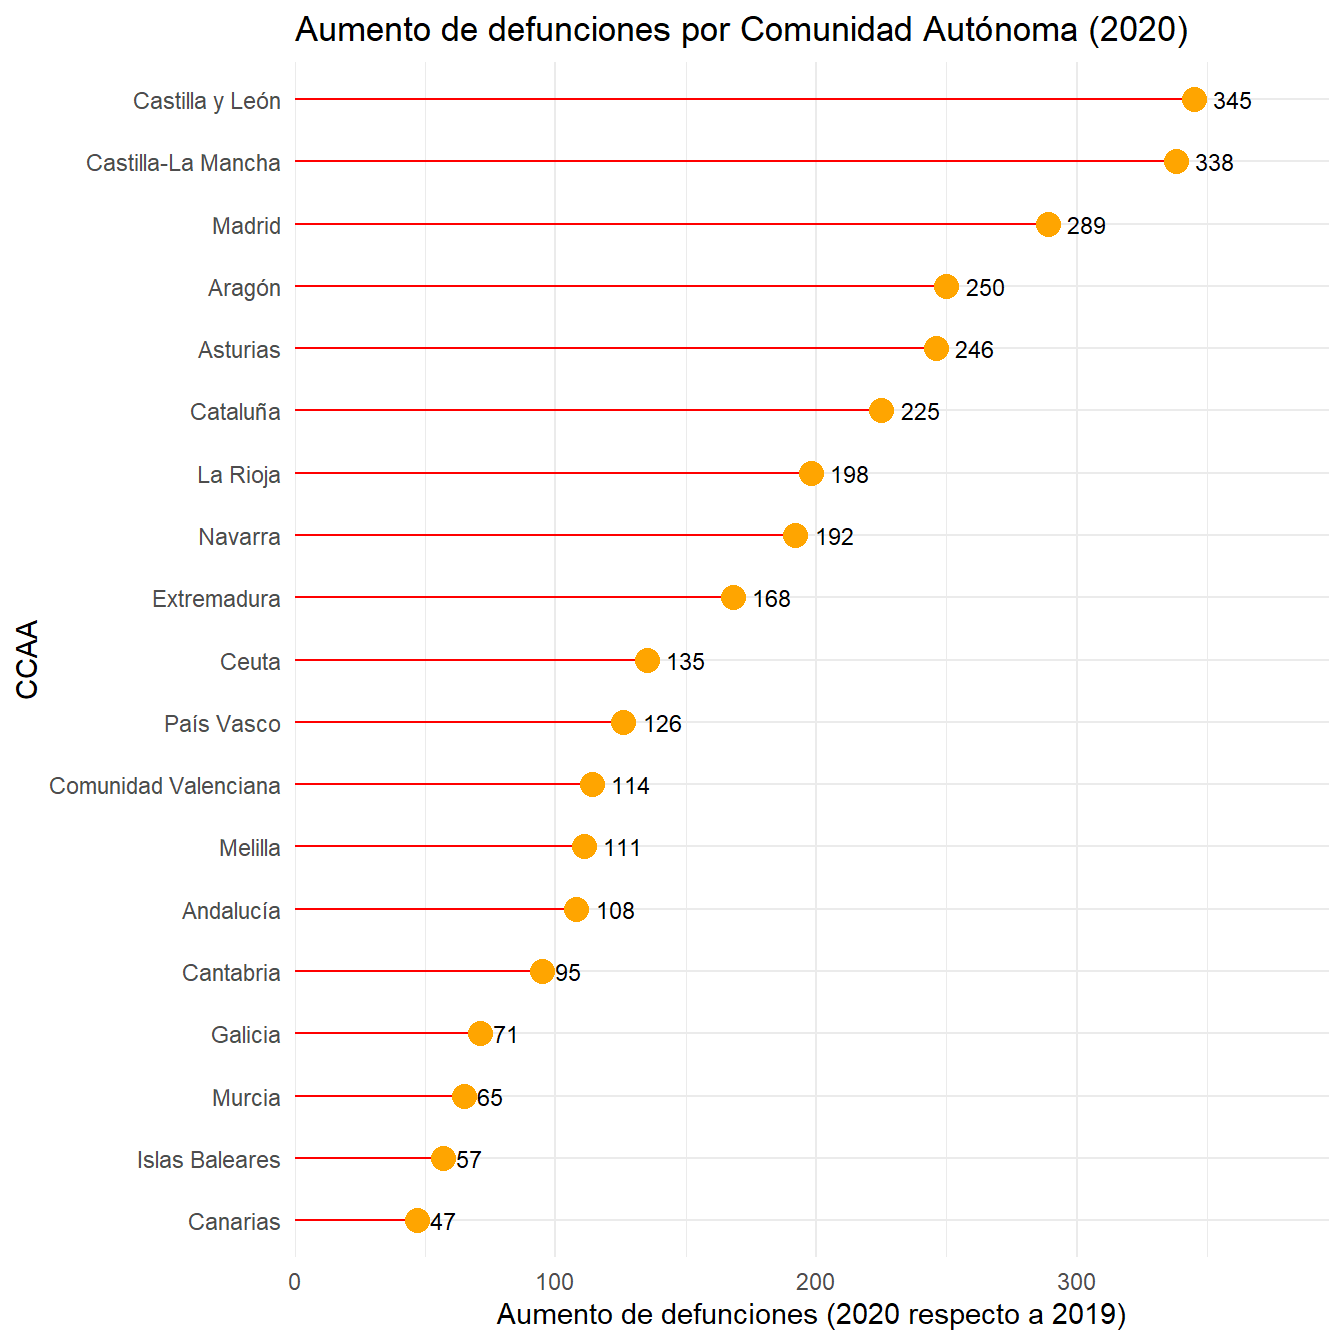 Aumento de defunciones por Comunidad Autónoma (2020)
CCAA
Castilla y León 345
Castilla-La Mancha 338
Madrid 289
Aragón 250
Asturias 246
Cataluña 225
La Rioja 198
Navarra 192
Extremadura 168
Ceuta 135
País Vasco 126
Comunidad Valenciana 114
Melilla 111
Andalucía 108
Cantabria 95
Galicia 71
Murcia 65
Islas Baleares 57
Canarias 47
0 100 200 300
Aumento de defunciones (2020 respecto a 2019)